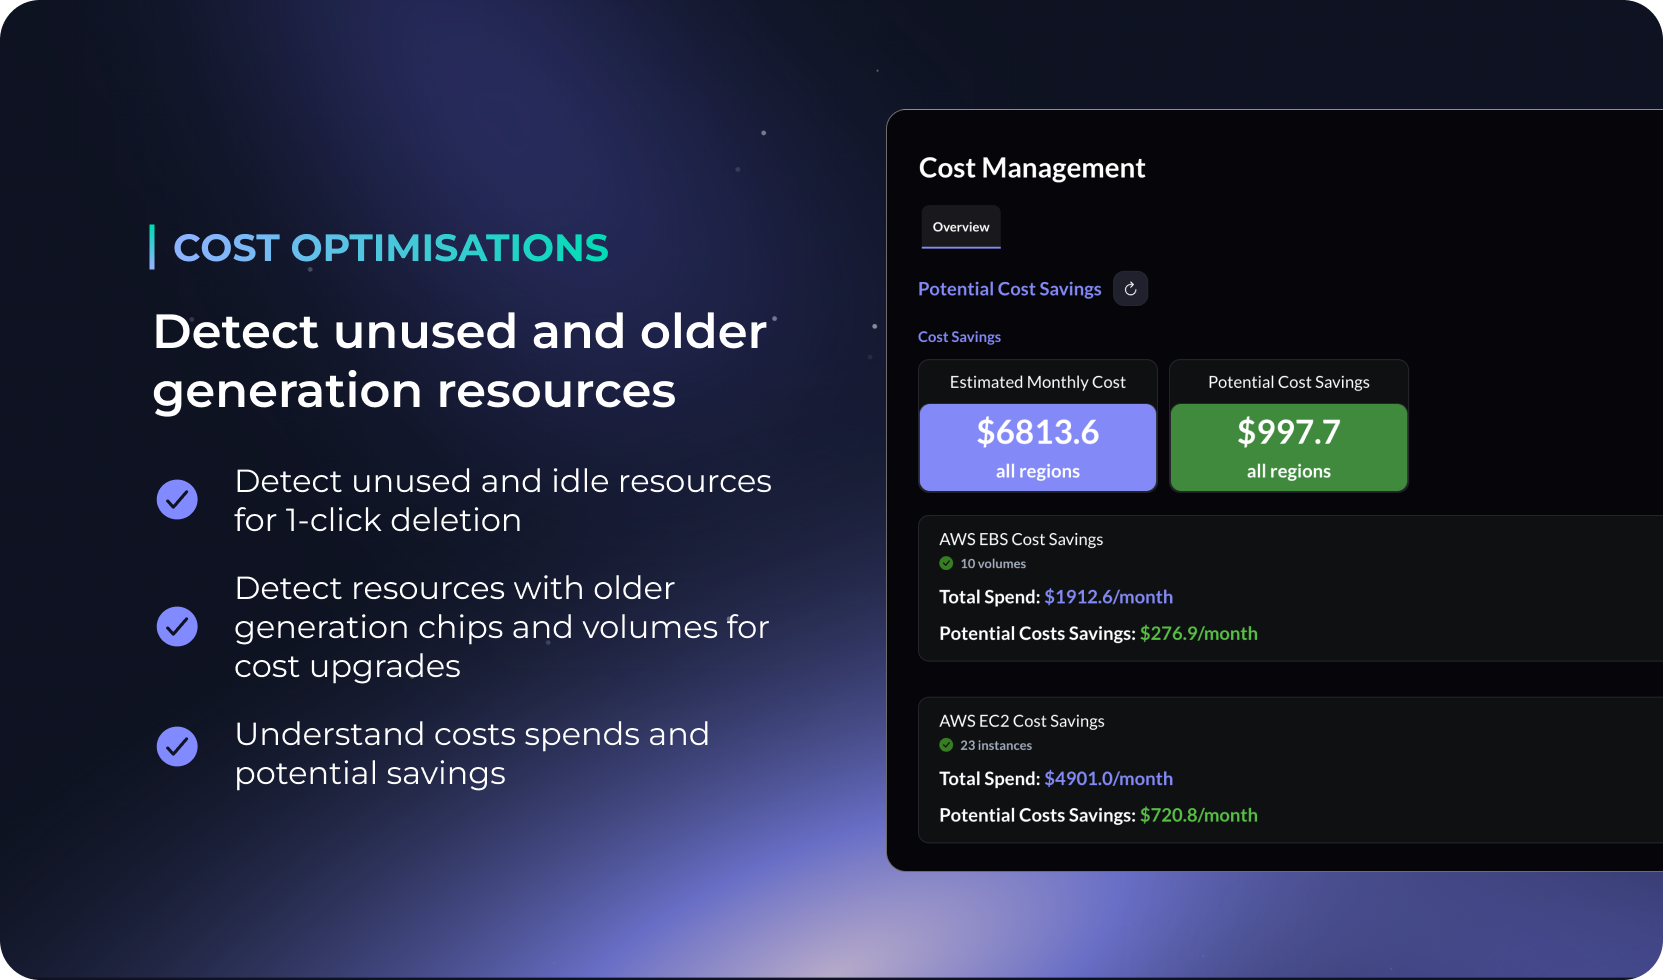 COST OPTIMISATIONS
Detect unused and older
generation resources
Detect unused and idle resources
for 1-click deletion
Detect resources with older
generation chips and volumes for
cost upgrades
Understand costs spends and
potential savings
Cost Management
Overview
Potential Cost Savings
Cost Savings
Estimated Monthly Cost
$6813.6
all regions
Potential Cost Savings
$997.7
all regions
AWS EBS Cost Savings
10 volumes
Total Spend: $1912.6/month
Potential Costs Savings: $276.9/month
AWS EC2 Cost Savings
23 instances
Total Spend: $4901.0/month
Potential Costs Savings: $720.8/month